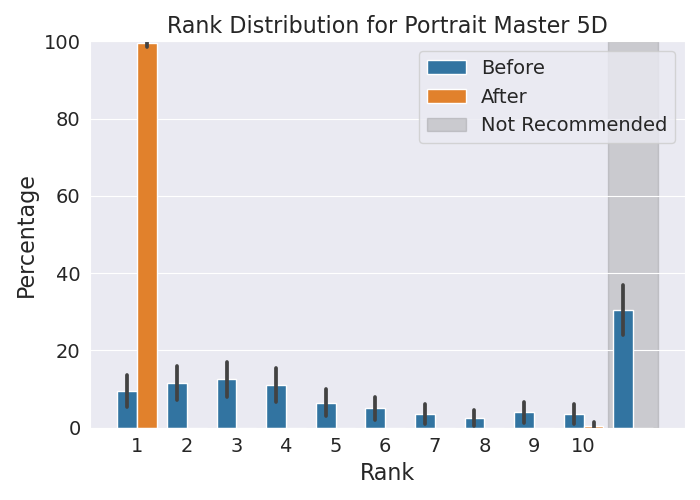 Rank Distribution for Portrait Master 5D
100
80
60
40
20
0
Percentage
Before
After
Not Recommended
1 2 3 4 5 6 7 8 9 10
Rank